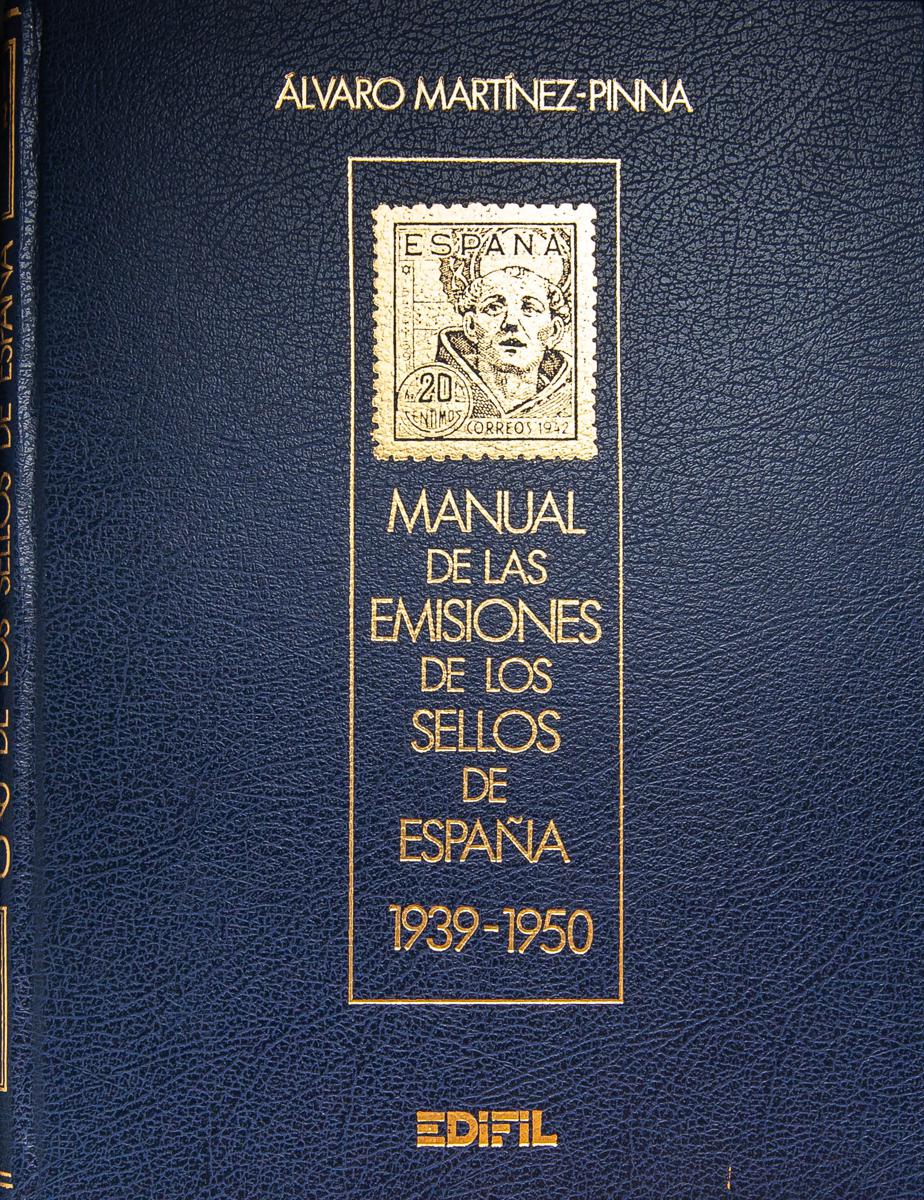 ÁLVARO MARTÍNEZ-PINNA
ESPAÑA
20
CENTIMOS
CORREOS 1942
MANUAL
DE LAS
EMISIONES
DE LOS
SELLOS
DE
ESPAÑA
1939-1950
EDIFIL
DE LOS SELLOS DE ESPAÑA